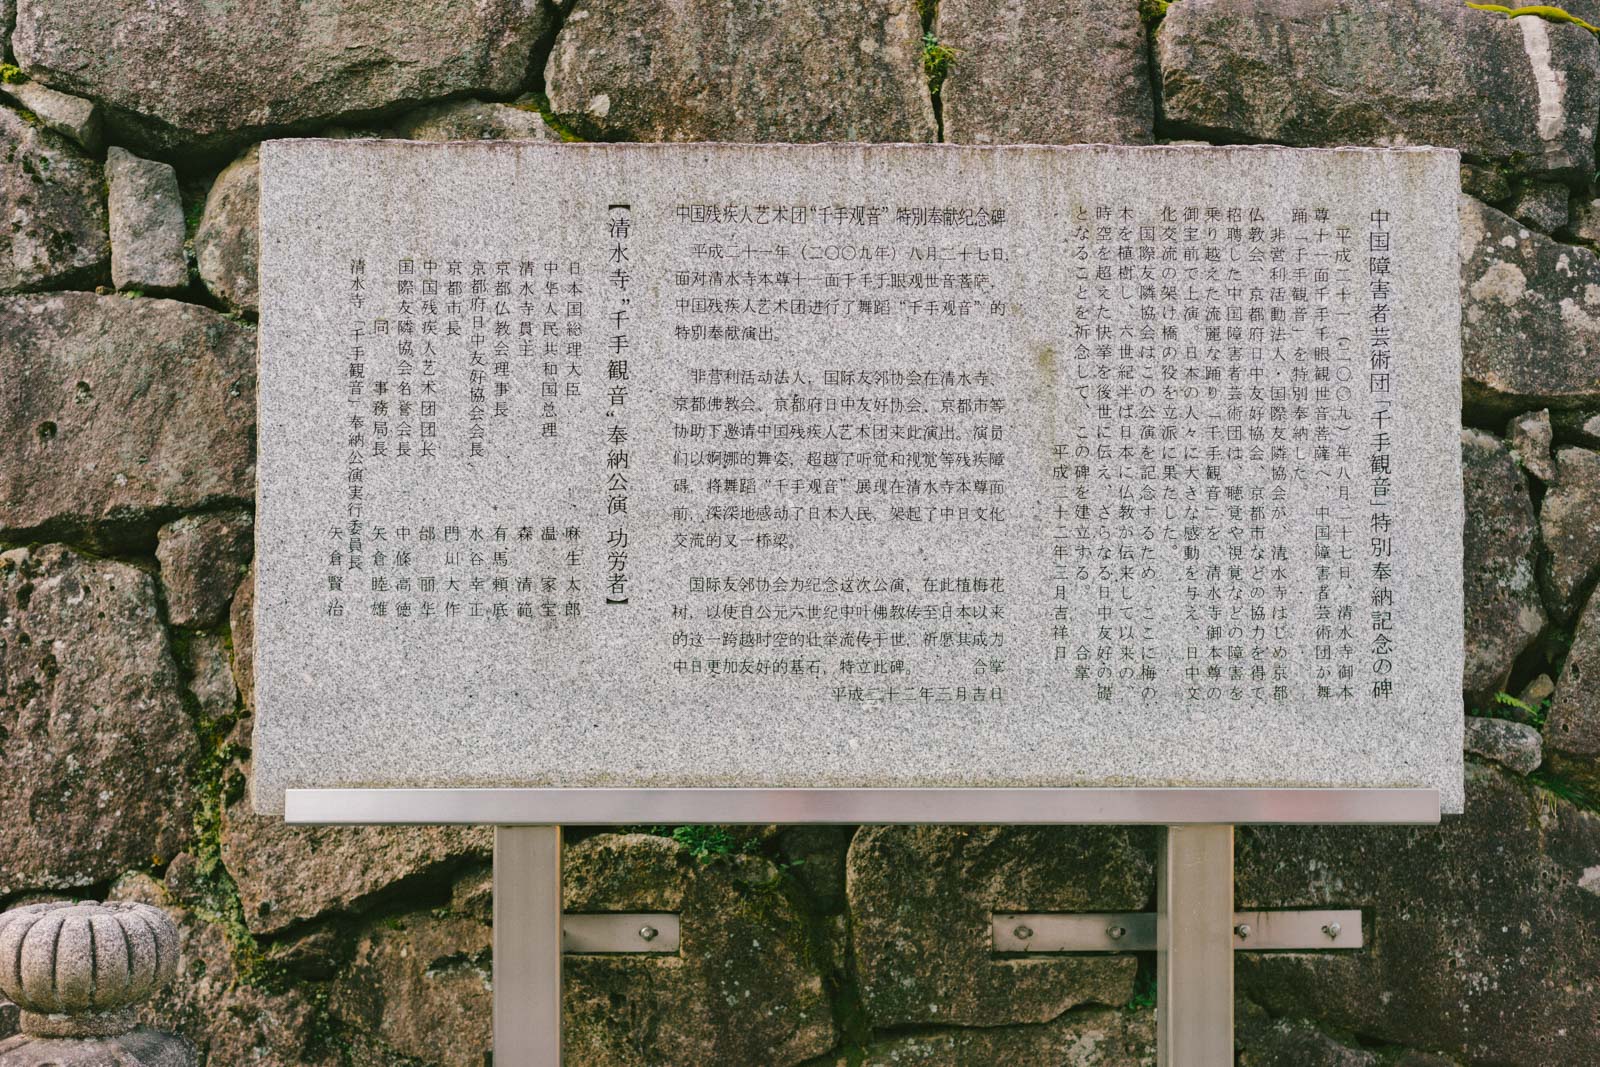 中国障害者芸術団「千手観音」特別奉納記念の碑
平成二十一(二〇〇九)年八月二十七日、清水寺御本
尊十一面千手千眼観世音菩薩へ、中国障害者芸術団が舞
踊「千手観音」を特別奉納した。
非営利活動法人・国際友隣協会が、清水寺はじめ京都
仏教会、京都府日中友好協会、京都市などの協力を得て
招聘した中国障害者芸術団は、聴覚や視覚などの障害を
乗り越えた流麗な踊り「千手観音」を、清水寺御本尊の
御宝前で上演。日本の人々に大きな感動を与え、日中文
化交流の架け橋の役を立派に果たした。
国際友隣協会はこの公演を記念するため、ここに梅の
木を植樹し、六世紀半ば日本に仏教が伝来して以来の、
時空を超えた快挙を後世に伝え、さらなる日中友好の礎
となることを祈念して、この碑を建立する。 合掌
平成二十二年三月吉祥日
中国残疾人艺术团“千手观音”特別奉献纪念碑
平成二十一年(二〇〇九年)八月二十七日,
面对清水寺本尊十一面千手千眼观世音菩萨,
中国残疾人艺术团进行了舞蹈“千手观音”的
特别奉献演出。
非营利活动法人,国际友邻协会在清水寺、
京都佛教会、京都府日中友好协会、京都市等
协助下邀请中国残疾人艺术团来此演出。演员
们以婀娜的舞姿,超越了听觉和视觉等残疾障
碍,将舞蹈“千手观音”展现在清水寺本尊面
前,深深地感动了日本人民,架起了中日文化
交流的又一桥梁。
国际友邻协会为纪念这次公演,在此植梅花
树,以使自公元六世纪中叶佛教传至日本以来
的这一跨越时空的壮举流传于世,祈愿其成为
中日更加友好的基石,特立此碑。 合掌
平成二十二年三月吉日
【清水寺“千手観音“奉納公演 功労者】
日本国総理大臣 麻生太郎
中华人民共和国总理 温 家宝
清水寺貫主 森 清範
京都仏教会理事長 有馬頼底
京都府日中友好協会会長 水谷幸正
京都市長 門川大作
中国残疾人艺术团团长 邰丽华
国際友隣協会名誉会長 中條高徳
同 事務局長 矢倉睦雄
清水寺「千手観音」奉納公演実行委員長
矢倉賢治